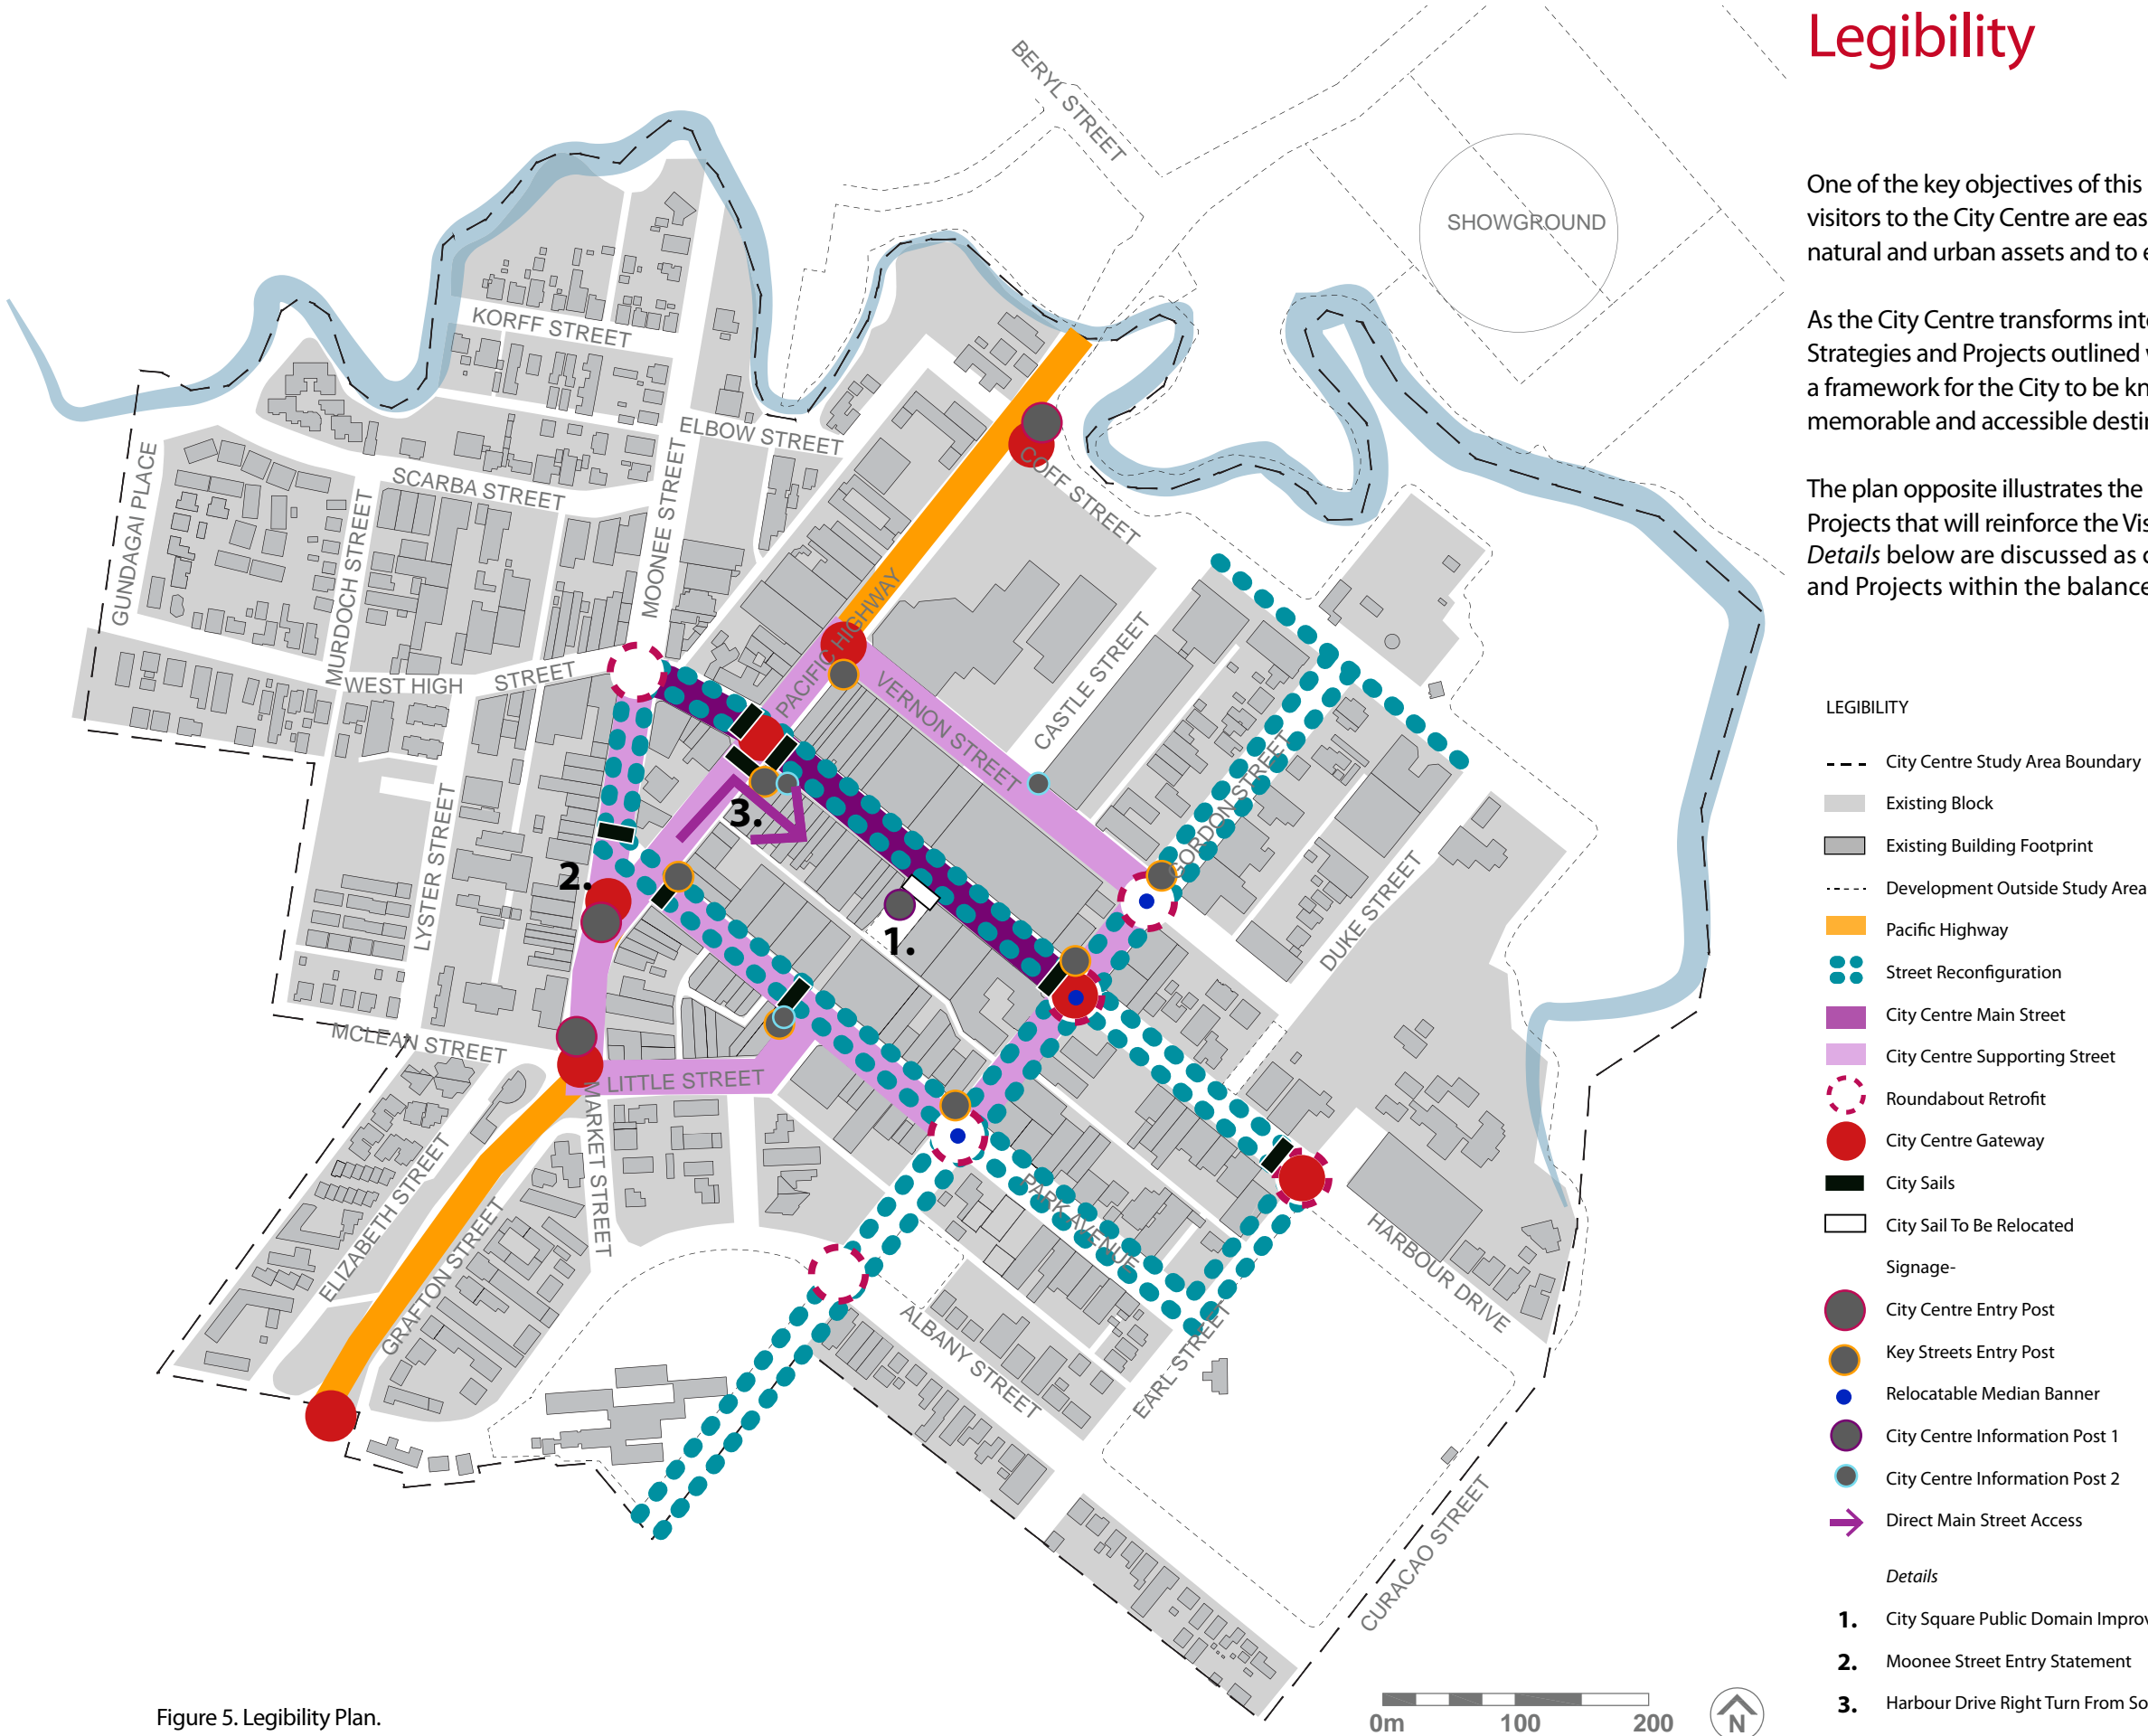 Legibility
One of the key objectives of this
visitors to the City Centre are eas
natural and urban assets and to e
As the City Centre transforms int
Strategies and Projects outlined
a framework for the City to be kn
memorable and accessible destin
The plan opposite illustrates the
Projects that will reinforce the Vis
Details below are discussed as
and Projects within the balance
BERYL STREET
SHOWGROUND
KORFF STREET
ELBOW STREET
GUNDAGAI PLACE
SCARBA STREET
MURDOCH STREET
MOONEE STREET
COFF STREET
PACIFIC HIGHWAY
WEST HIGH STREET
VERNON STREET
CASTLE STREET
GORDON STREET
LYSTER STREET
DUKE STREET
3.
2.
1.
MCLEAN STREET
LITTLE STREET
MARKET STREET
ELIZABETH STREET
GRAFTON STREET
PARK AVENUE
HARBOUR DRIVE
ALBANY STREET
EARL STREET
CURACAO STREET
LEGIBILITY
City Centre Study Area Boundary
Existing Block
Existing Building Footprint
Development Outside Study Area
Pacific Highway
Street Reconfiguration
City Centre Main Street
City Centre Supporting Street
Roundabout Retrofit
City Centre Gateway
City Sails
City Sail To Be Relocated
Signage-
City Centre Entry Post
Key Streets Entry Post
Relocatable Median Banner
City Centre Information Post 1
City Centre Information Post 2
Direct Main Street Access
Details
1. City Square Public Domain Improv
2. Moonee Street Entry Statement
3. Harbour Drive Right Turn From So
0m 100 200
N
Figure 5. Legibility Plan.